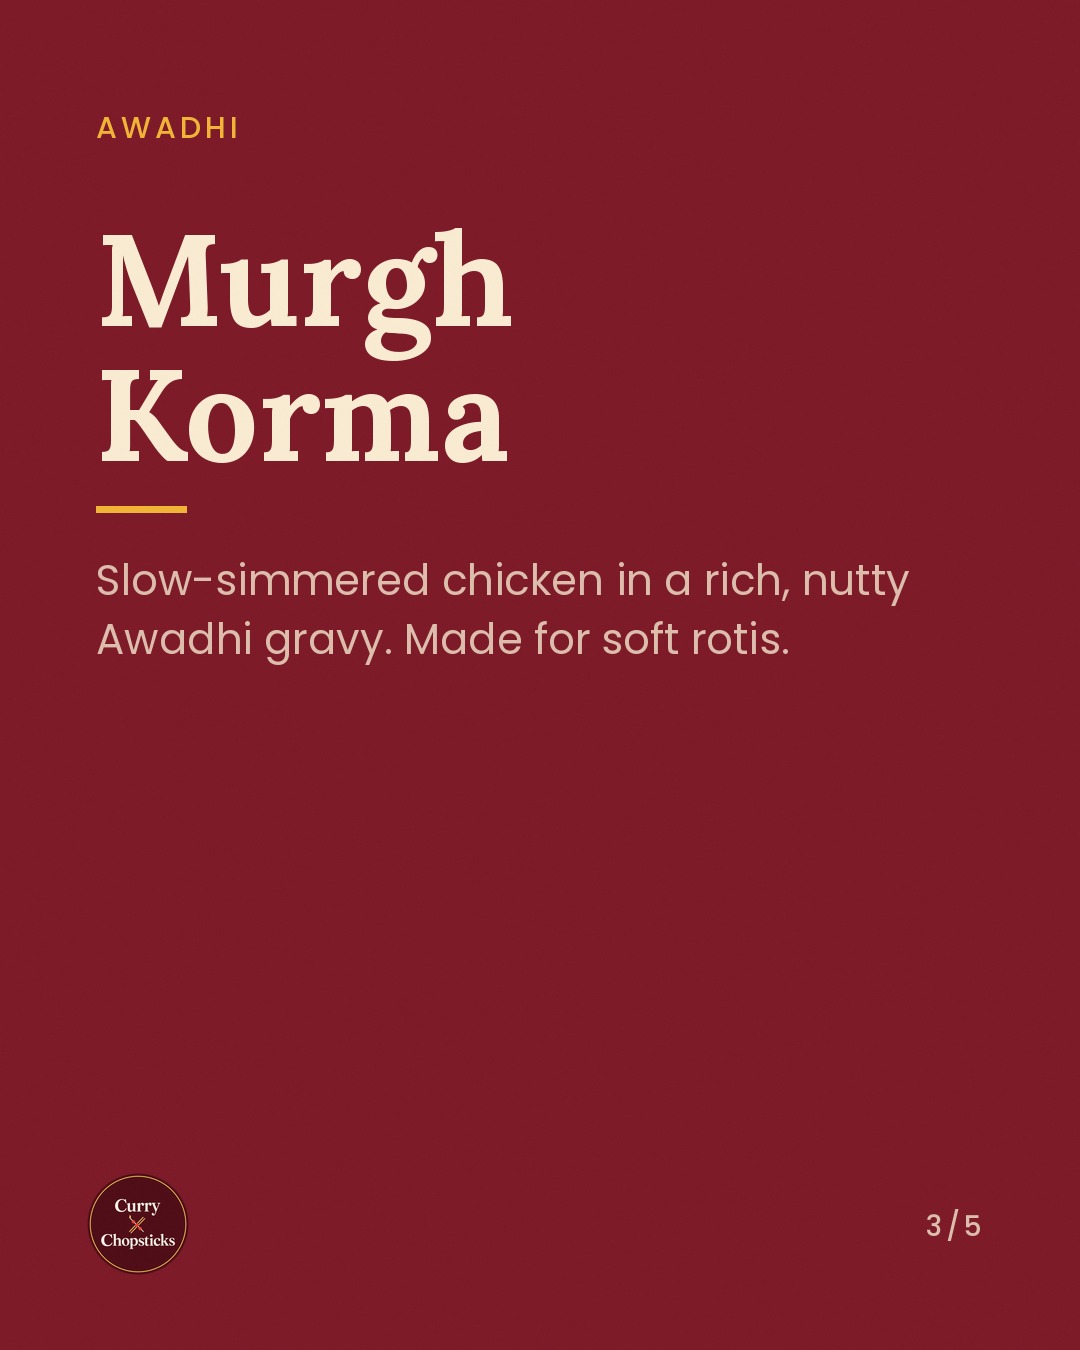 AWADHI
Murgh
Korma
Slow-simmered chicken in a rich, nutty
Awadhi gravy. Made for soft rotis.
Curry
Chopsticks
3/5